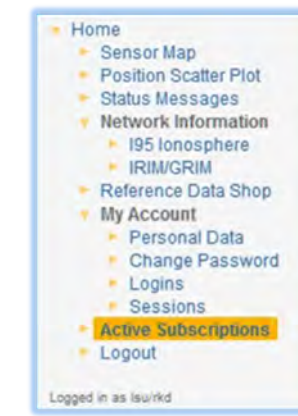 Home
Sensor Map
Position Scatter Plot
Status Messages
Network Information
I95 Ionosphere
IRIM/GRIM
Reference Data Shop
My Account
Personal Data
Change Password
Logins
Sessions
Active Subscriptions
Logout
Logged in as lsu/rkd